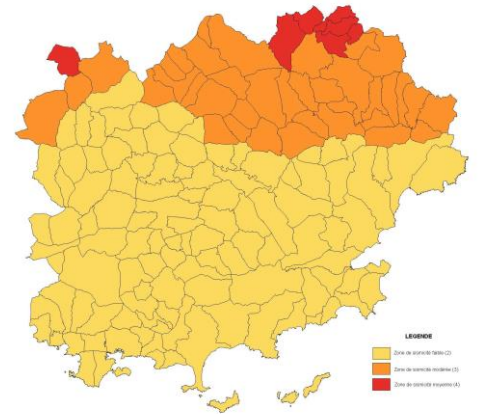 LEGENDE
Zone de sismicité faible (2)
Zone de sismicité modérée (3)
Zone de sismicité moyenne (4)